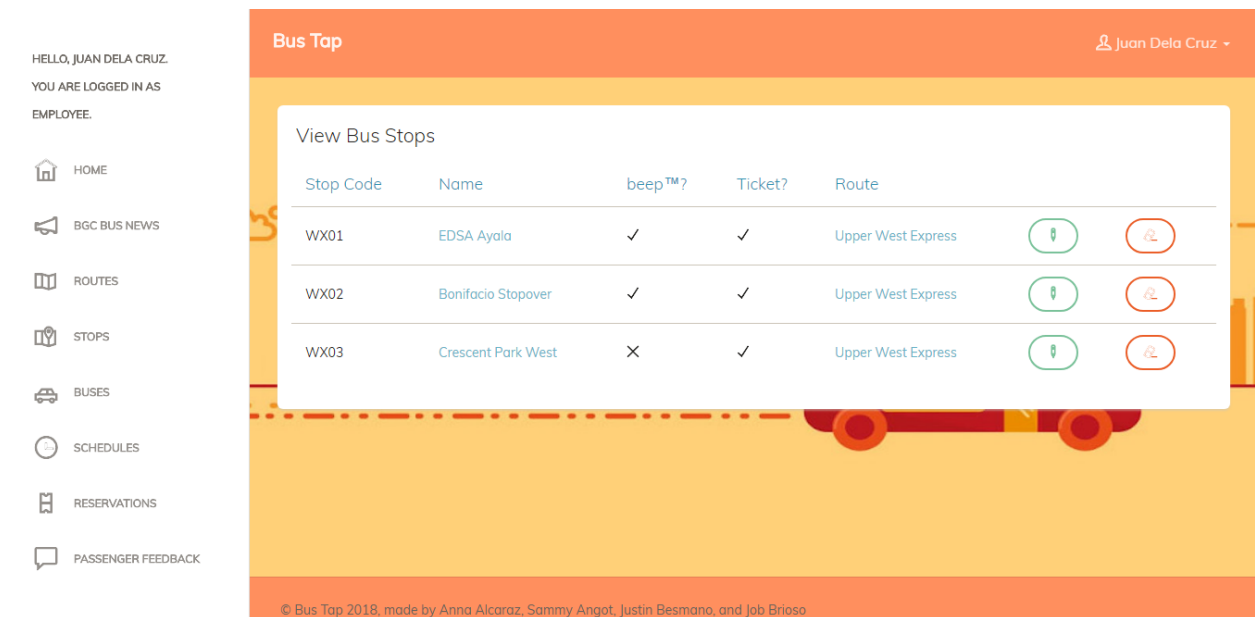 HELLO, JUAN DELA CRUZ.
YOU ARE LOGGED IN AS
EMPLOYEE.
HOME
BGC BUS NEWS
ROUTES
STOPS
BUSES
SCHEDULES
RESERVATIONS
PASSENGER FEEDBACK
Bus Tap
Juan Dela Cruz
View Bus Stops
Stop Code Name beep™? Ticket? Route
WX01 EDSA Ayala ✓ ✓ Upper West Express
WX02 Bonifacio Stopover ✓ ✓ Upper West Express
WX03 Crescent Park West ✕ ✓ Upper West Express
© Bus Tap 2018, made by Anna Alcaraz, Sammy Angot, Justin Besmano, and Job Brioso